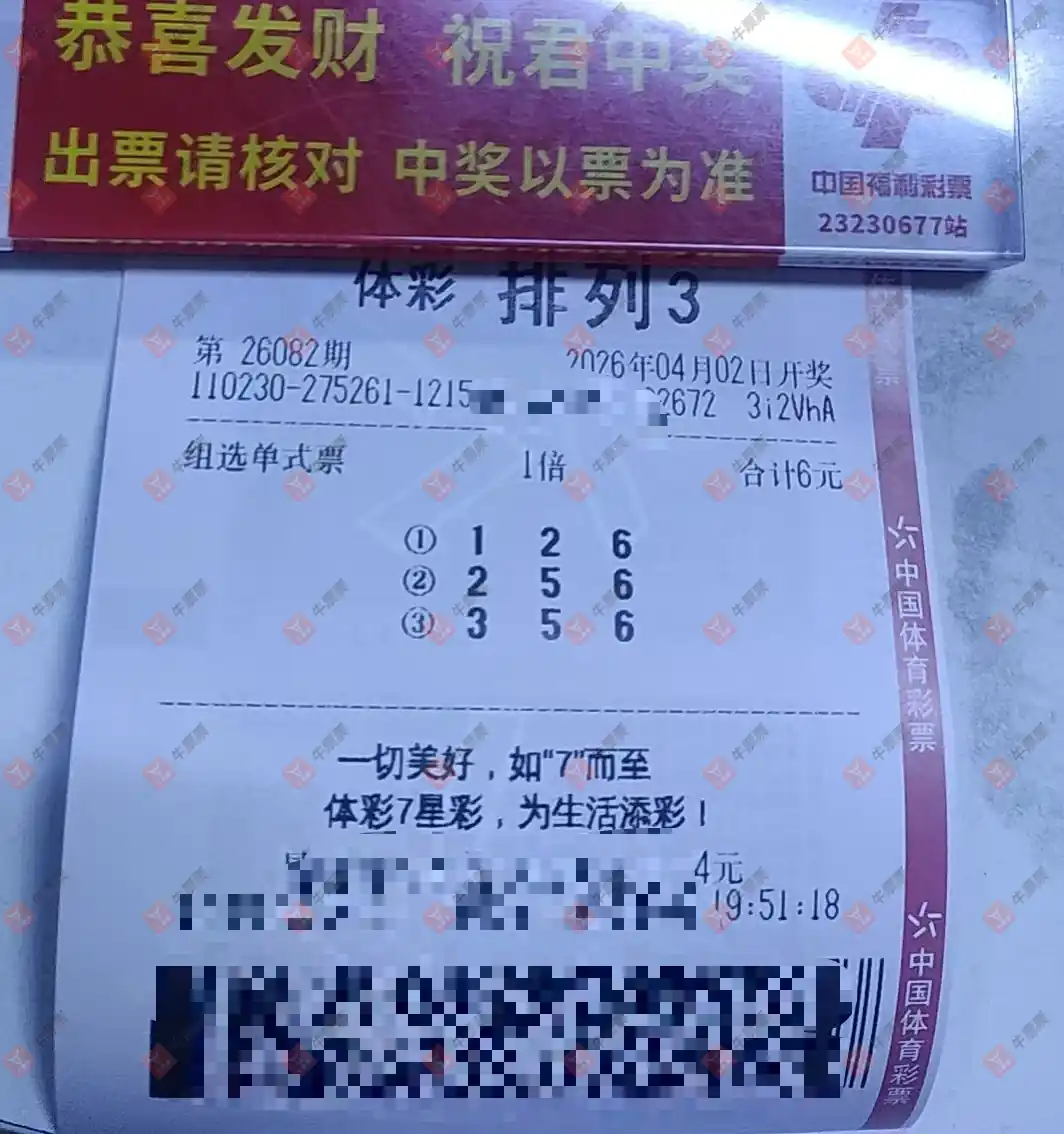 恭喜发财 祝君中奖
出票请核对 中奖以票为准
中国福利彩票
23230677站
体彩 排列3
第 26082期 2026年04月02日开奖
110230-275261-1215 2672 3i2VhA
组选单式票 1倍 合计6元
① 1 2 6
② 2 5 6
③ 3 5 6
一切美好，如“7”而至
体彩7星彩，为生活添彩！
4元
19:51:18
中国体育彩票
中国体育彩票
牛票票